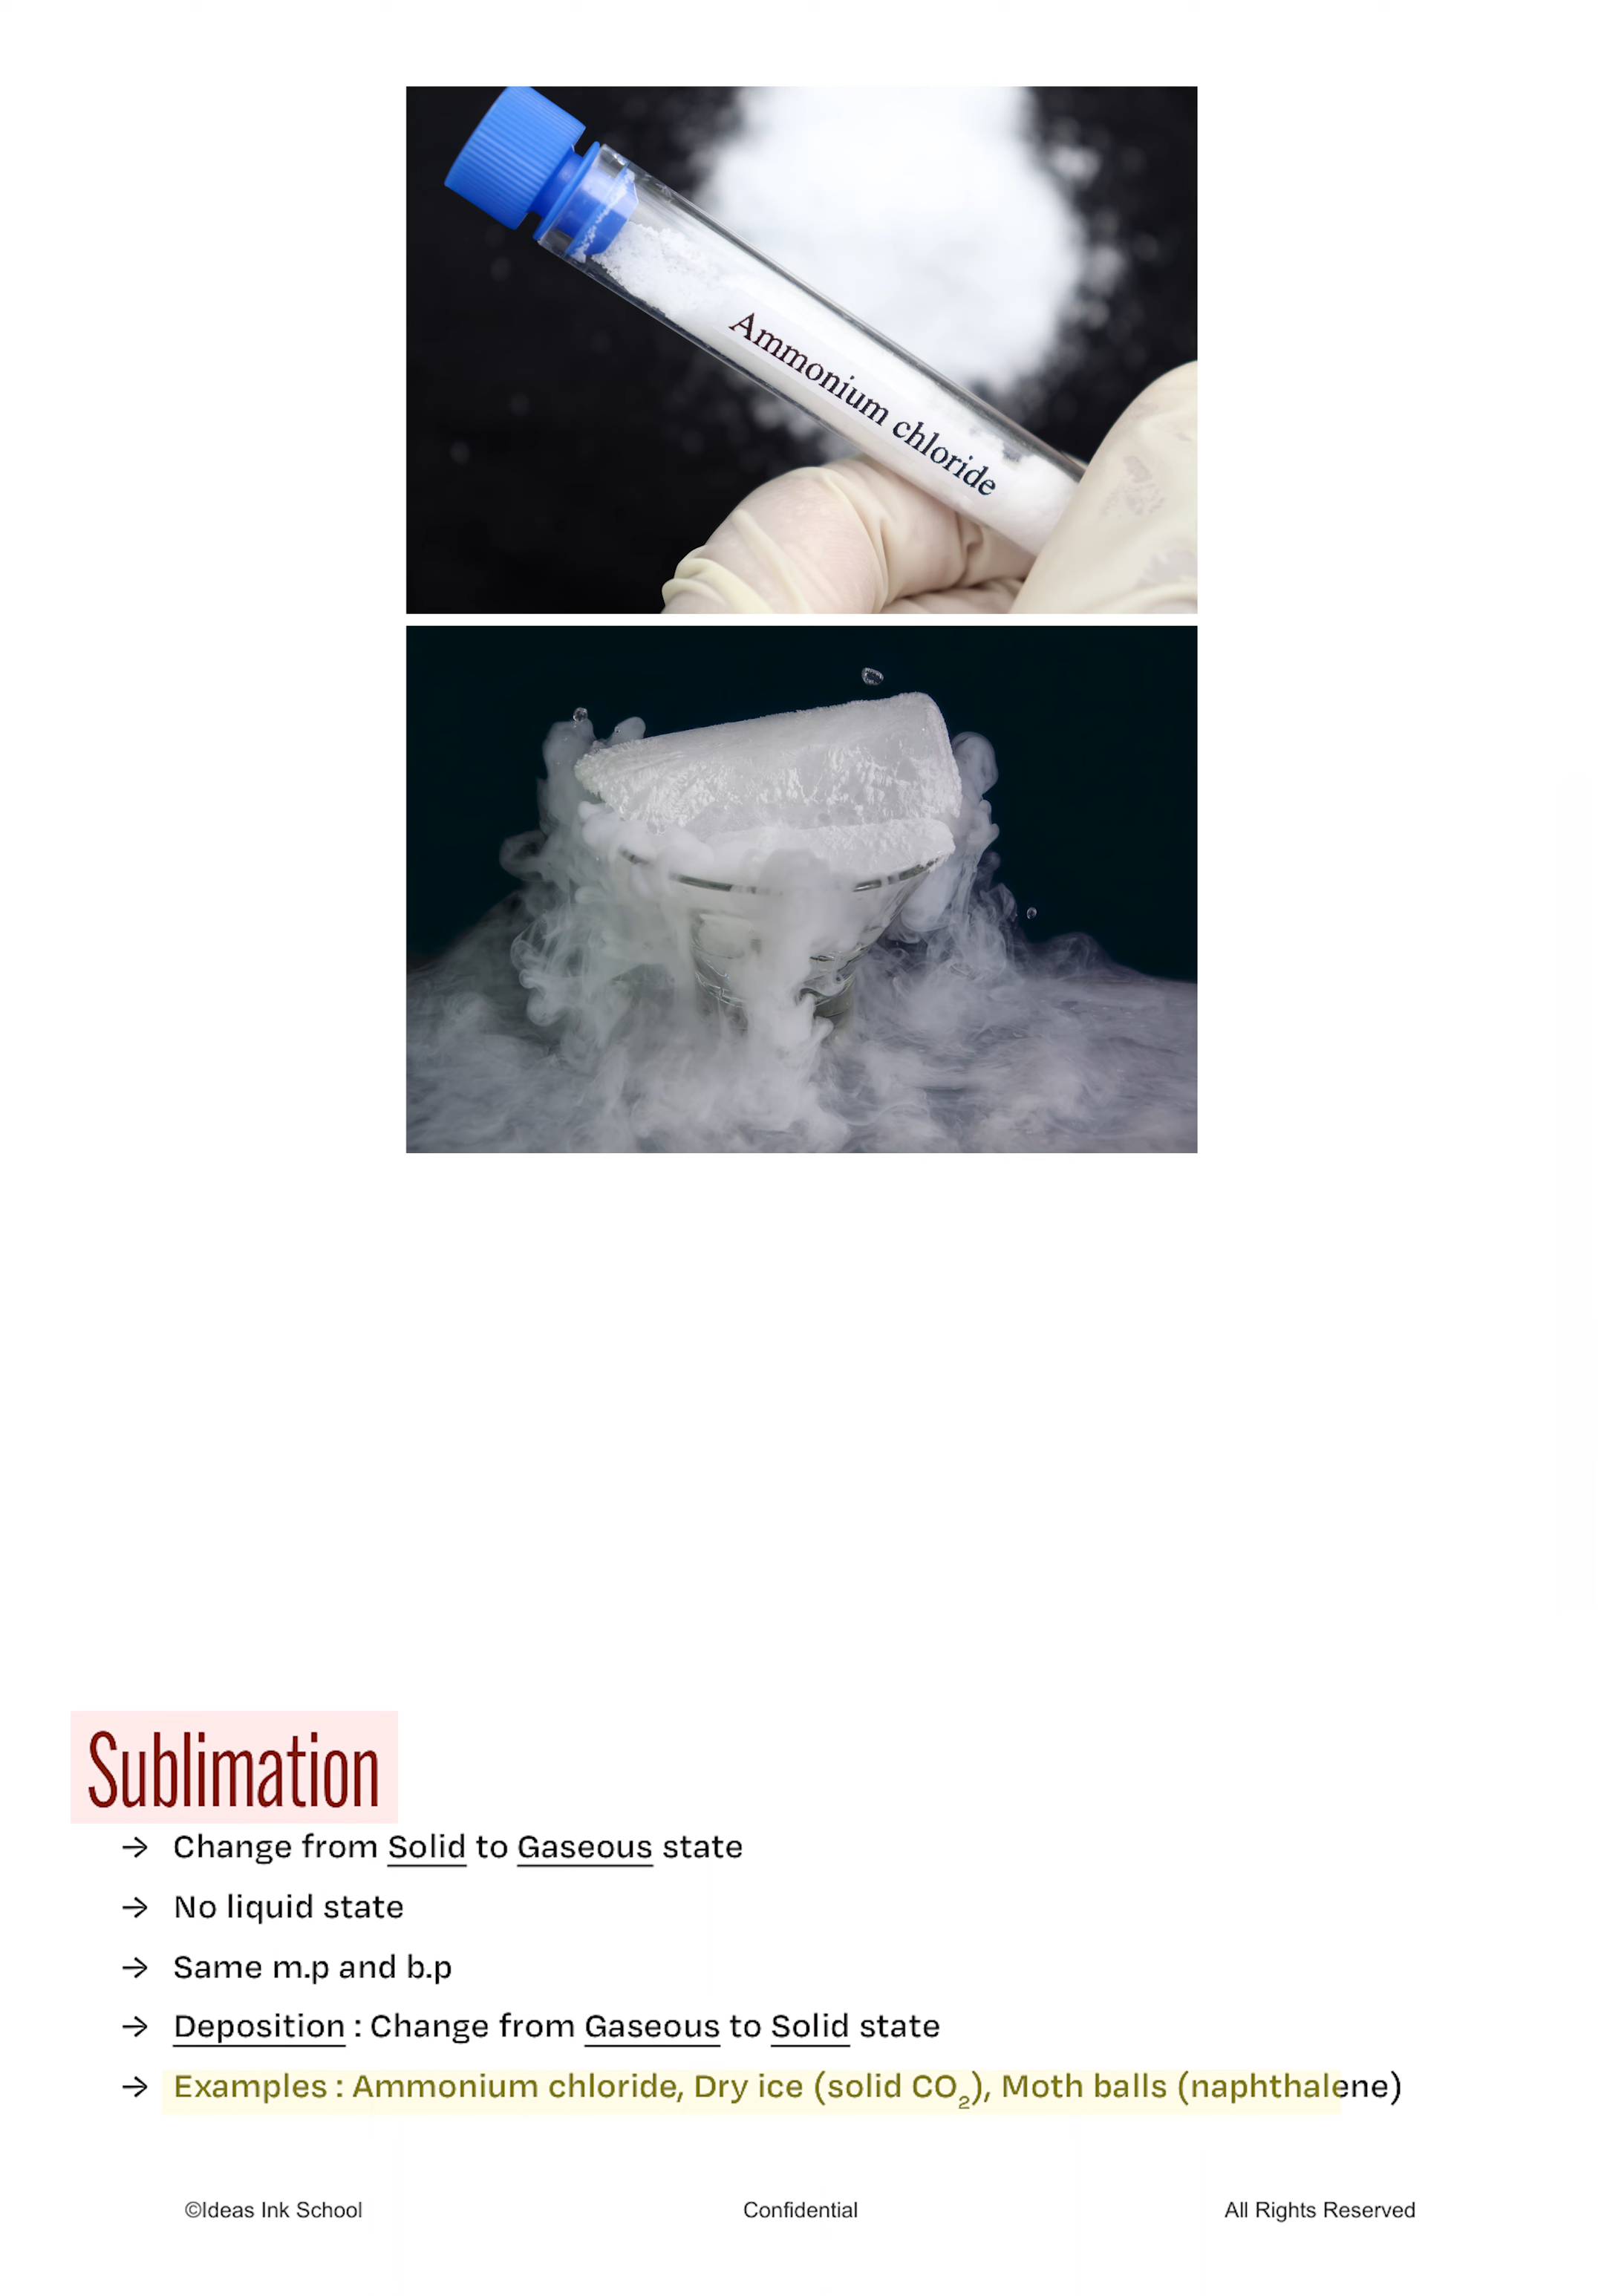 Ammonium chloride
Sublimation
→ Change from Solid to Gaseous state
→ No liquid state
→ Same m.p and b.p
→ Deposition : Change from Gaseous to Solid state
→ Examples : Ammonium chloride, Dry ice (solid CO₂), Moth balls (naphthalene)
©Ideas Ink School Confidential All Rights Reserved